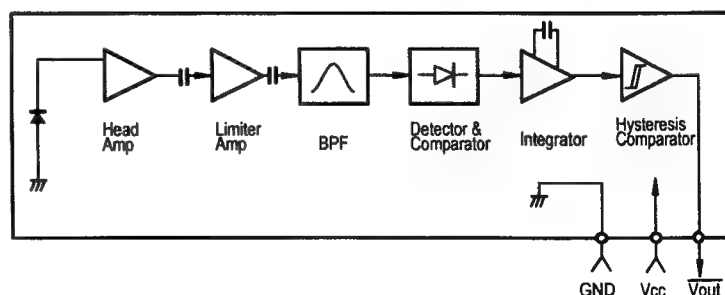 Head
Amp
Limiter
Amp
BPF
Detector &
Comparator
Integrator
Hysteresis
Comparator
GND
Vcc
Vout